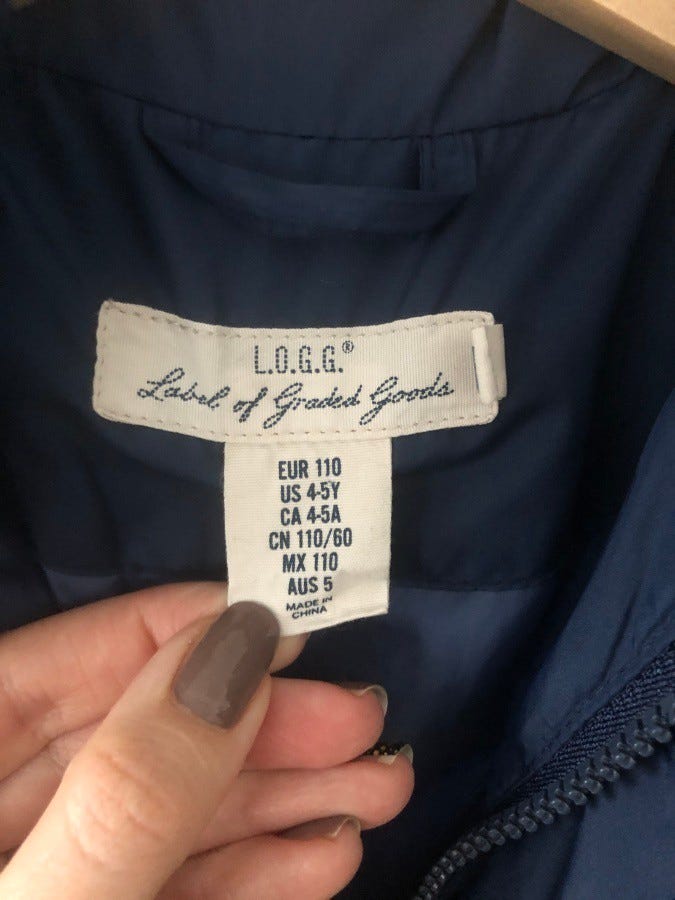 L.O.G.G.®
Label of Graded Goods
EUR 110
US 4-5Y
CA 4-5A
CN 110/60
MX 110
AUS 5
MADE IN
CHINA